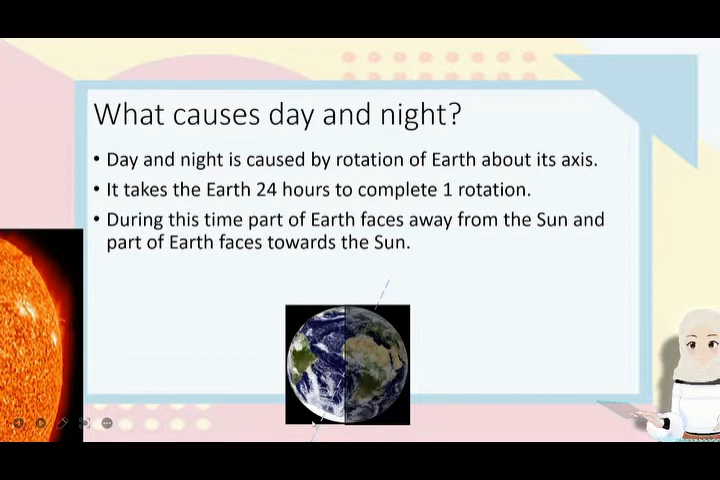 What causes day and night?
• Day and night is caused by rotation of Earth about its axis.
• It takes the Earth 24 hours to complete 1 rotation.
• During this time part of Earth faces away from the Sun and
part of Earth faces towards the Sun.